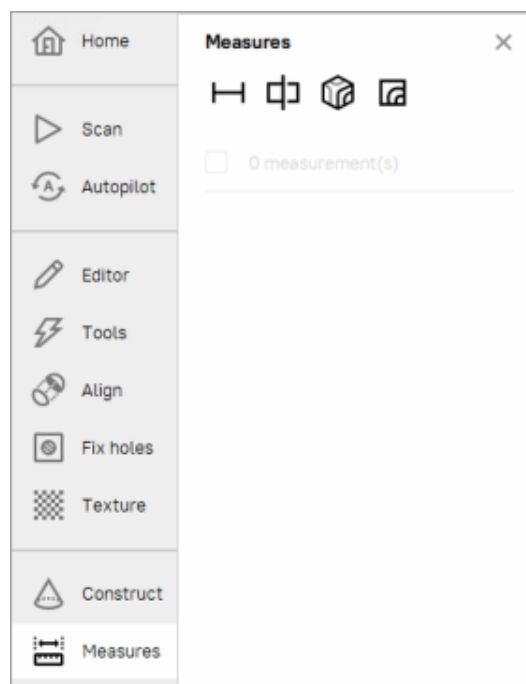 Home
Scan
Autopilot
Editor
Tools
Align
Fix holes
Texture
Construct
Measures
Measures
0 measurement(s)